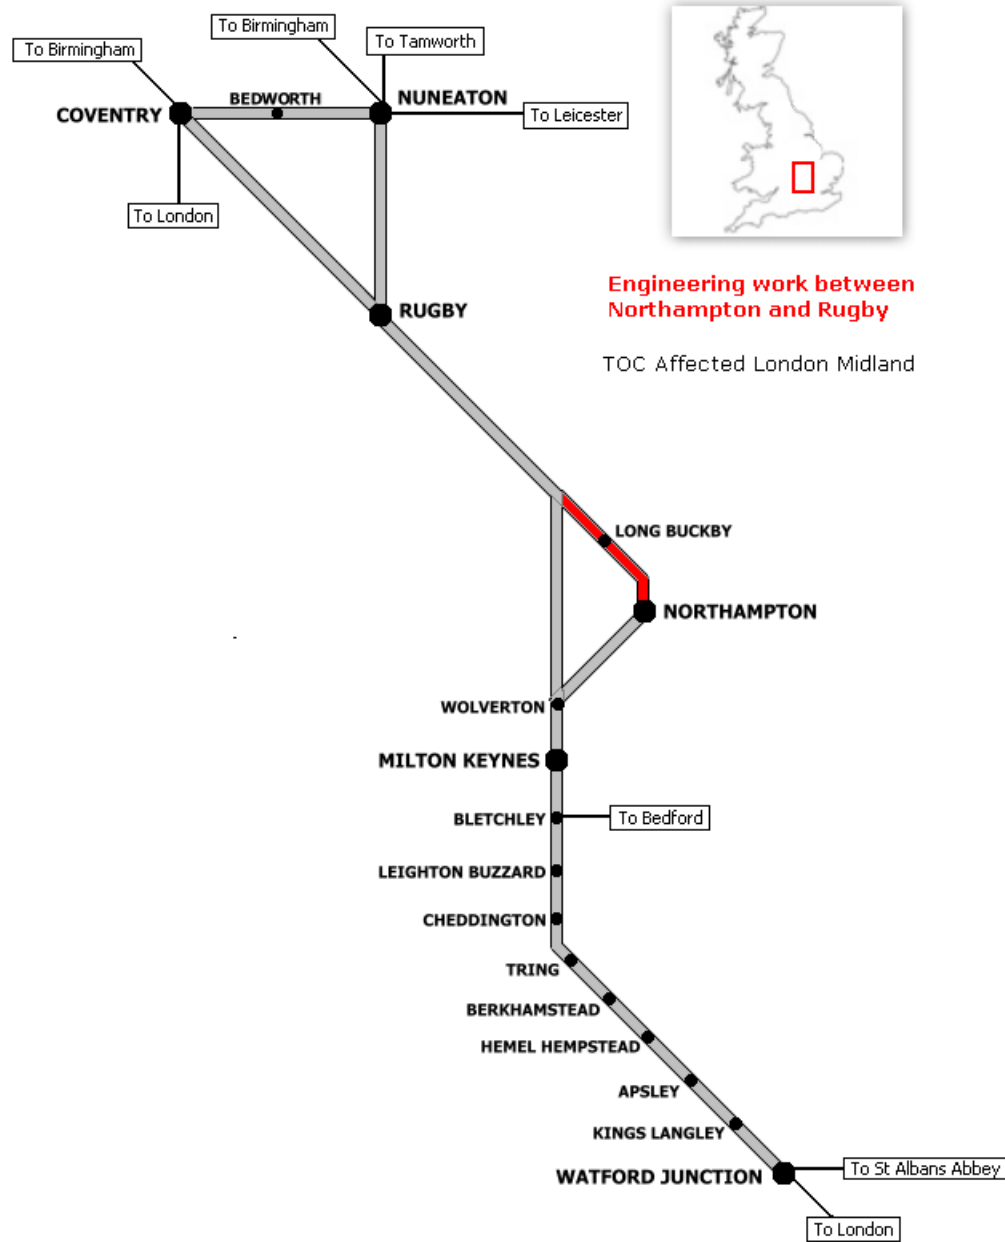 To Birmingham
To Birmingham
To Tamworth
COVENTRY
BEDWORTH
NUNEATON
To Leicester
To London
Engineering work between
Northampton and Rugby
RUGBY
TOC Affected London Midland
LONG BUCKBY
NORTHAMPTON
WOLVERTON
MILTON KEYNES
BLETCHLEY
To Bedford
LEIGHTON BUZZARD
CHEDDINGTON
TRING
BERKHAMSTEAD
HEMEL HEMPSTEAD
APSLEY
KINGS LANGLEY
WATFORD JUNCTION
To St Albans Abbey
To London